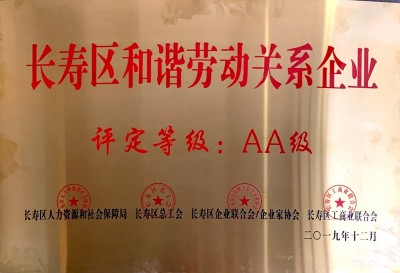 长寿区和谐劳动关系企业
评定等级：AA级
长寿区人力资源和社会保障局 长寿区总工会 长寿区企业联合会/企业家协会 长寿区工商业联合会
二〇一九年十二月